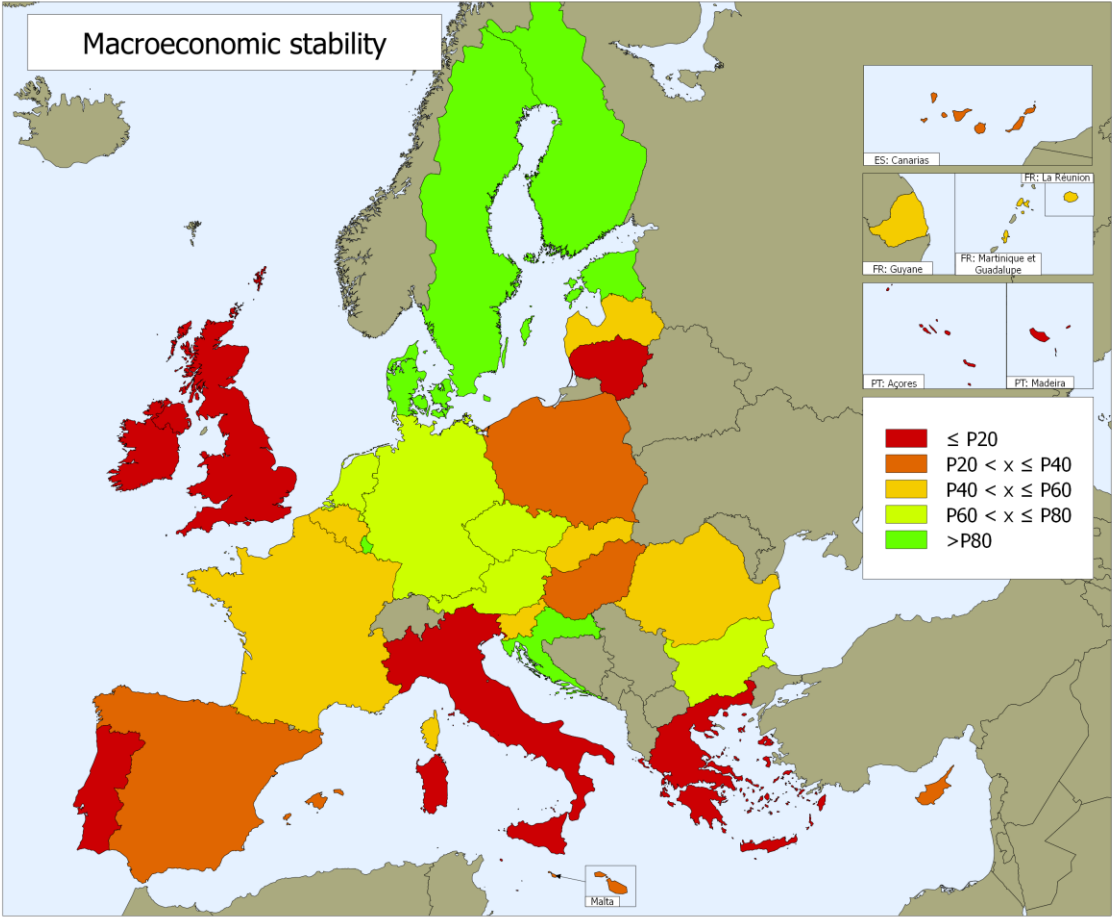 Macroeconomic stability
ES: Canarias
FR: La Réunion
FR: Guyane
FR: Martinique et
Guadalupe
PT: Açores
PT: Madeira
≤ P20
P20 < x ≤ P40
P40 < x ≤ P60
P60 < x ≤ P80
>P80
Malta